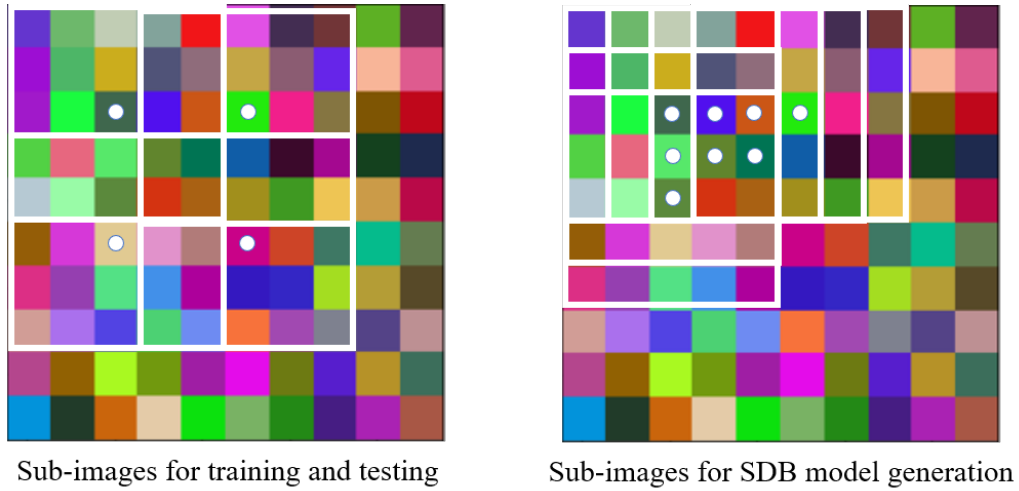 Sub-images for training and testing
Sub-images for SDB model generation